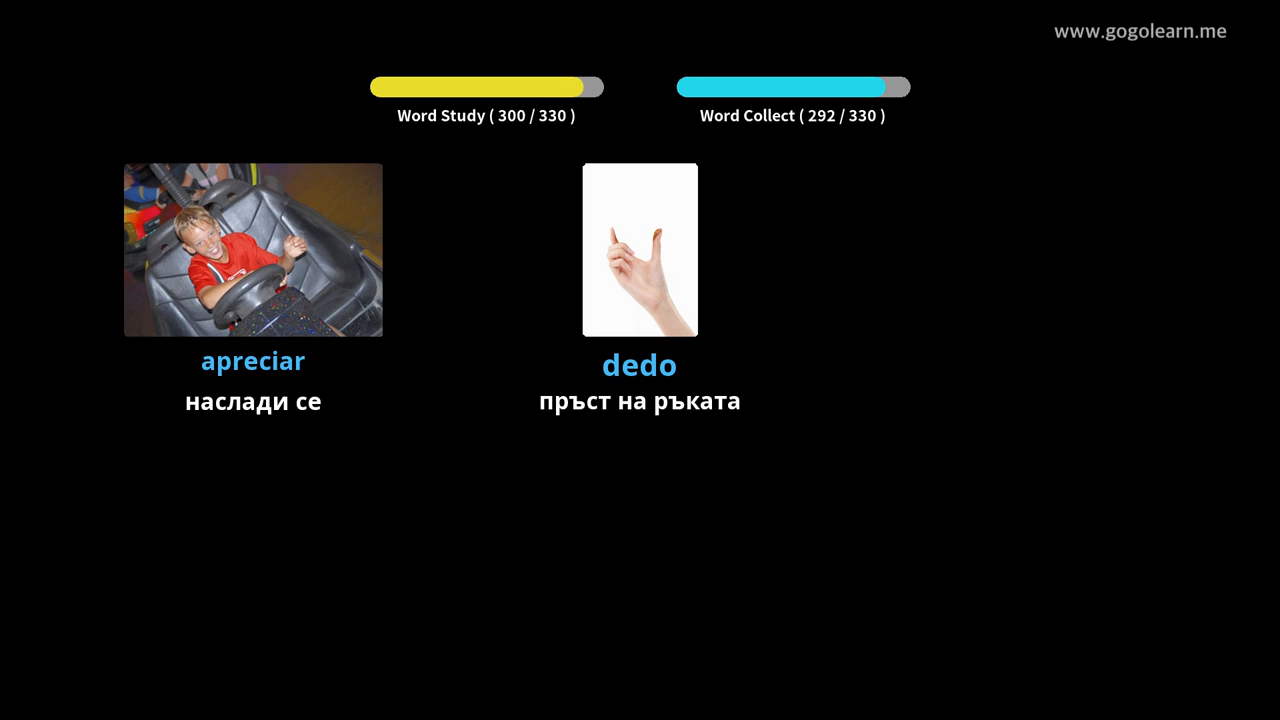 www.gogolearn.me
Word Study ( 300 / 330 )
Word Collect ( 292 / 330 )
apreciar
наслади се
dedo
пръст на ръката